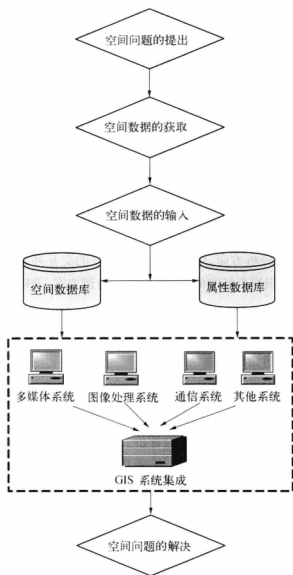 空间问题的提出
空间数据的获取
空间数据的输入
空间数据库 属性数据库
多媒体系统 图像处理系统 通信系统 其他系统
GIS 系统集成
空间问题的解决